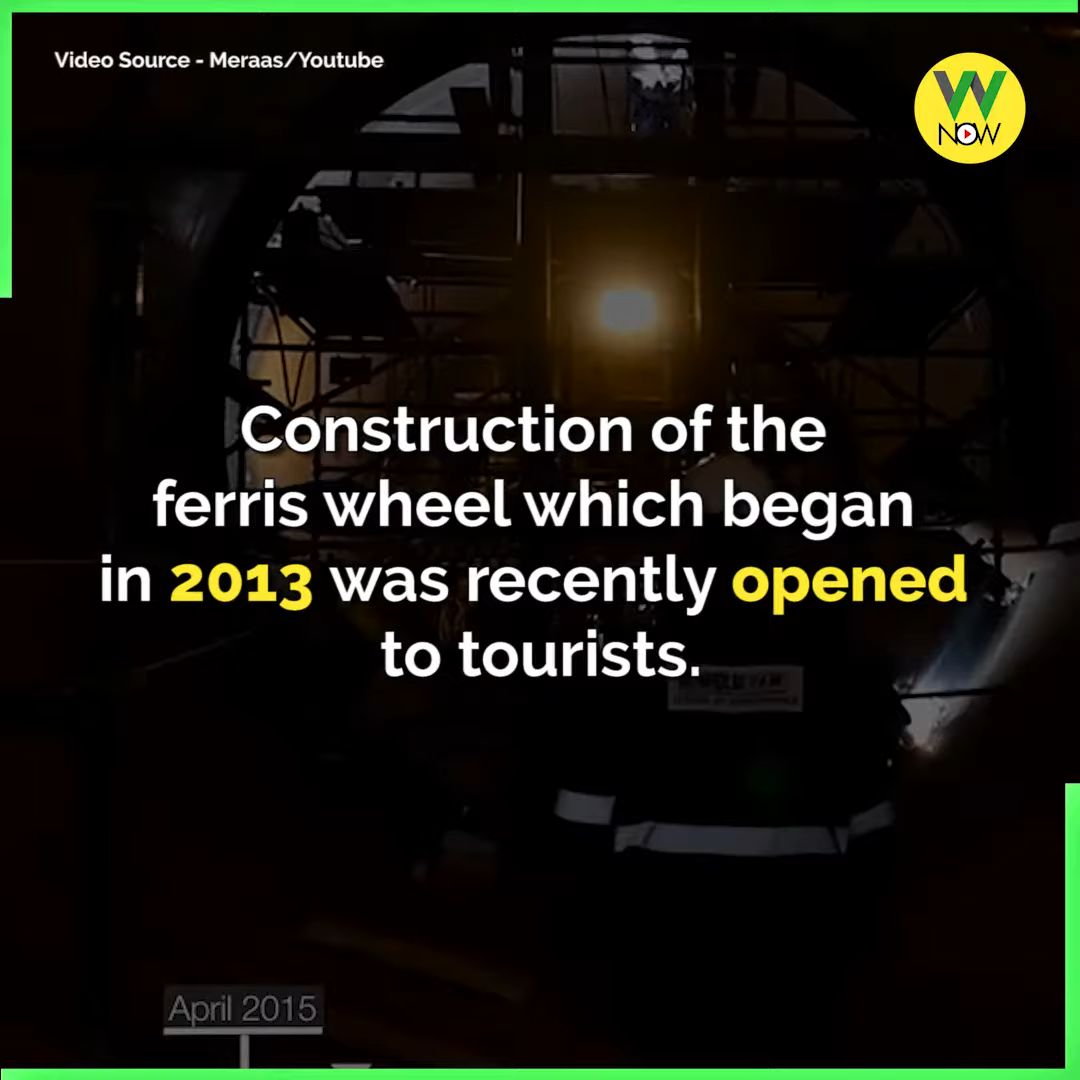 Video Source - Meraas/Youtube
W
NOW
Construction of the
ferris wheel which began
in 2013 was recently opened
to tourists.
April 2015